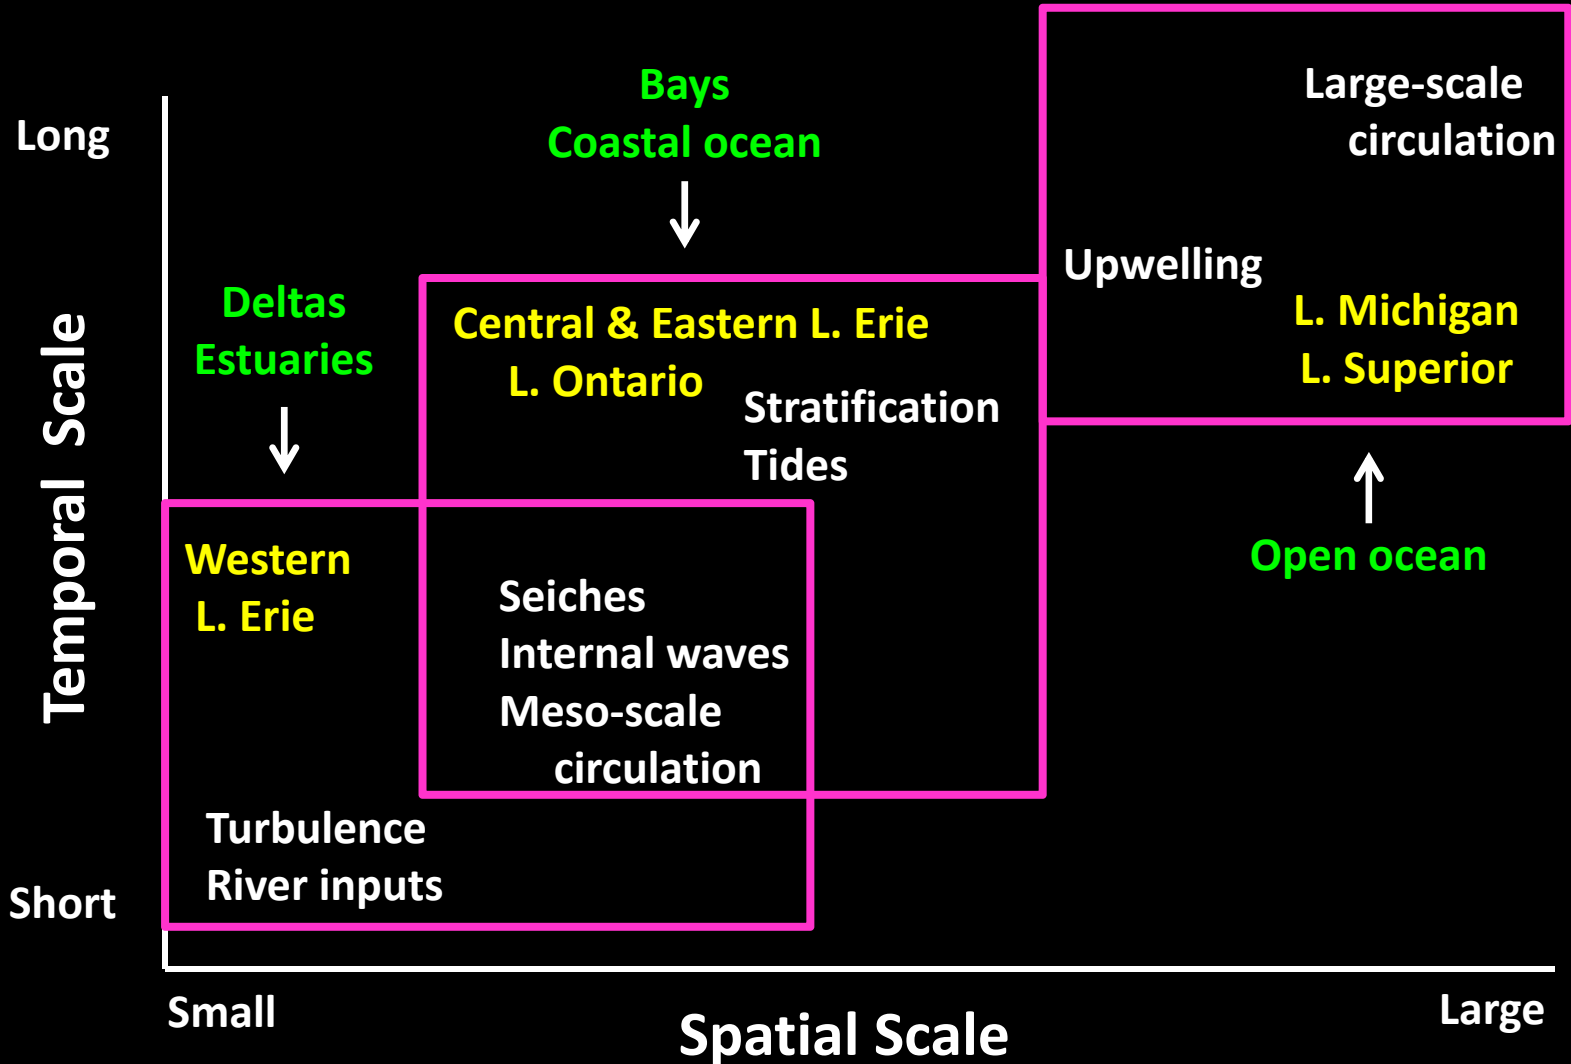 Long
Bays
Coastal ocean
Large-scale
circulation
Upwelling
L. Michigan
L. Superior
Deltas
Estuaries
Central & Eastern L. Erie
L. Ontario
Stratification
Tides
Open ocean
Western
L. Erie
Seiches
Internal waves
Meso-scale
circulation
Turbulence
River inputs
Short
Temporal Scale
Small
Spatial Scale
Large